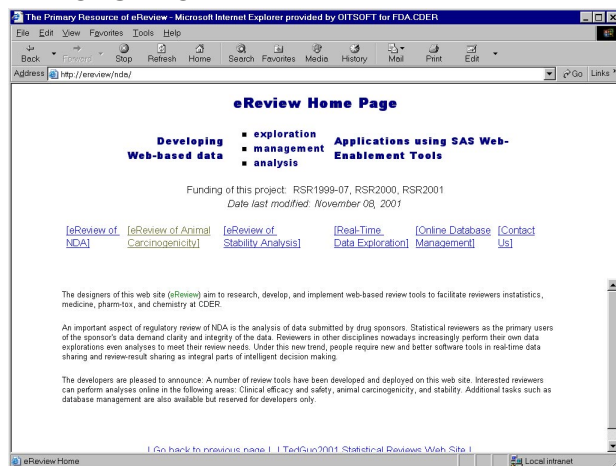 The Primary Resource of eReview - Microsoft Internet Explorer provided by OITSOFT for FDA.CDER
File Edit View Favorites Tools Help
Back Forward Stop Refresh Home Search Favorites Media History Mail Print Edit
Address http://ereview/nda/ Go Links
eReview Home Page
Developing
Web-based data
exploration
management
analysis
Applications using SAS Web-
Enablement Tools
Funding of this project: RSR1999-07, RSR2000, RSR2001
Date last modified: November 08, 2001
[eReview of
NDA]
[eReview of Animal
Carcinogenicity]
[eReview of
Stability Analysis]
[Real-Time
Data Exploration]
[Online Database
Management]
[Contact
Us]
The designers of this web site (eReview) aim to research, develop, and implement web-based review tools to facilitate reviewers instatistics,
medicine, pharm-tox, and chemistry at CDER.
An important aspect of regulatory review of NDA is the analysis of data submitted by drug sponsors. Statistical reviewers as the primary users
of the sponsor's data demand clarity and integrity of the data. Reviewers in other disciplines nowadays increasingly perform their own data
explorations even analyses to meet their review needs. Under this new trend, people require new and better software tools in real-time data
sharing and review-result sharing as integral parts of intelligent decision making.
The developers are pleased to announce: A number of review tools have been developed and deployed on this web site. Interested reviewers
can perform analyses online in the following areas: Clinical efficacy and safety, animal carcinogenicity, and stability. Additional tasks such as
database management are also available but reserved for developers only.
| Go back to previous page | | TedGuo2001 Statistical Reviews Web Site |
eReview Home Local intranet